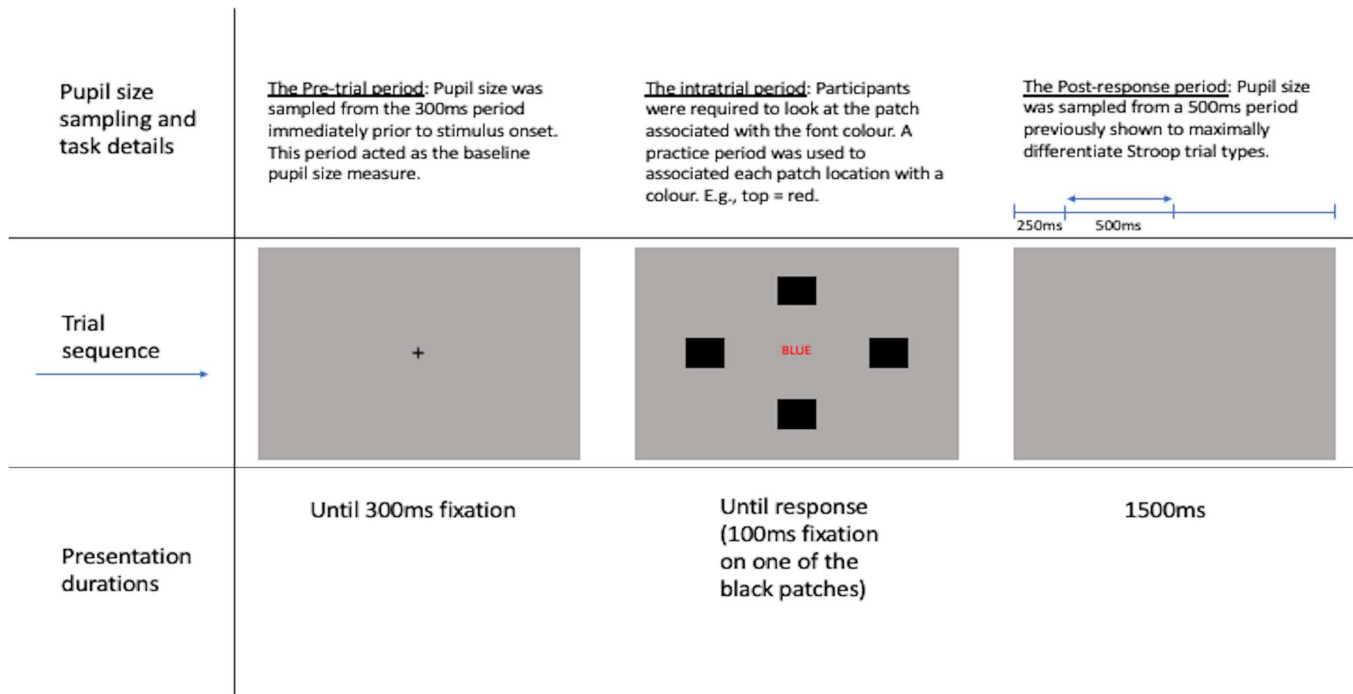 Pupil size
sampling and
task details
The Pre-trial period: Pupil size was
sampled from the 300ms period
immediately prior to stimulus onset.
This period acted as the baseline
pupil size measure.
The intratrial period: Participants
were required to look at the patch
associated with the font colour. A
practice period was used to
associated each patch location with a
colour. E.g., top = red.
The Post-response period: Pupil size
was sampled from a 500ms period
previously shown to maximally
differentiate Stroop trial types.
250ms
500ms
Trial
sequence
+
BLUE
Presentation
durations
Until 300ms fixation
Until response
(100ms fixation
on one of the
black patches)
1500ms